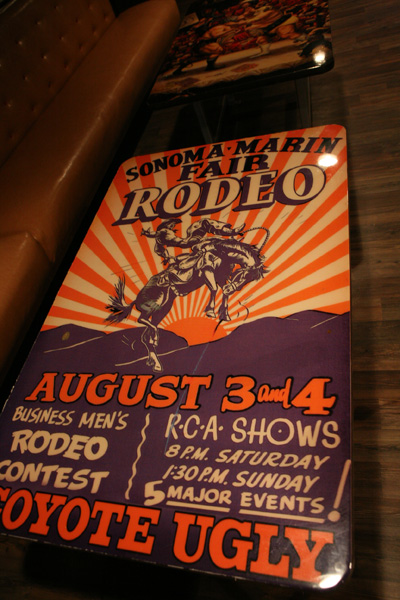 SONOMA-MARIN
FAIR
RODEO
AUGUST 3 and 4
BUSINESS MEN'S
RODEO
CONTEST
R·C·A· SHOWS
8 P.M. SATURDAY
1:30 P.M. SUNDAY
5 MAJOR EVENTS!
COYOTE UGLY